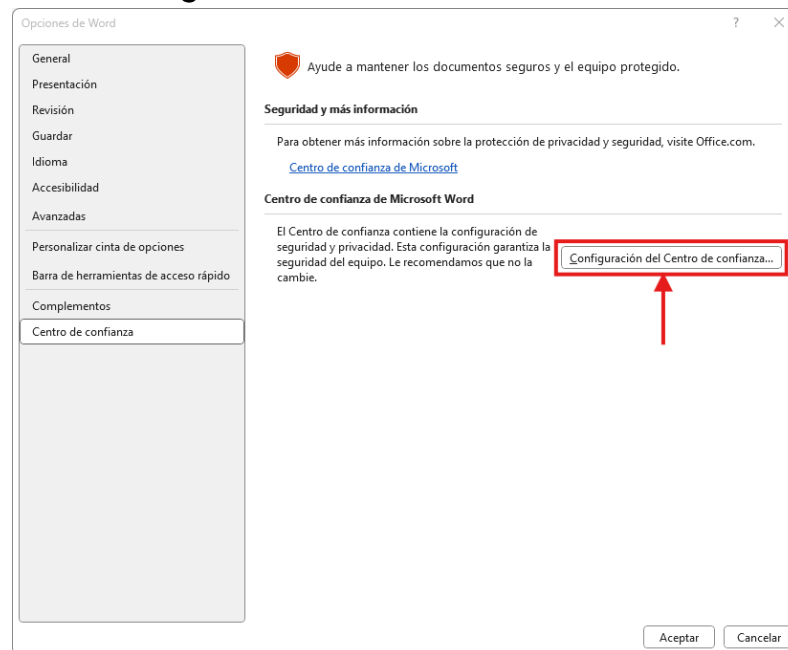 Opciones de Word
?
General
Presentación
Revisión
Guardar
Idioma
Accesibilidad
Avanzadas
Personalizar cinta de opciones
Barra de herramientas de acceso rápido
Complementos
Centro de confianza
Ayude a mantener los documentos seguros y el equipo protegido.
Seguridad y más información
Para obtener más información sobre la protección de privacidad y seguridad, visite Office.com.
Centro de confianza de Microsoft
Centro de confianza de Microsoft Word
El Centro de confianza contiene la configuración de
seguridad y privacidad. Esta configuración garantiza la
seguridad del equipo. Le recomendamos que no la
cambie.
Configuración del Centro de confianza...
Aceptar
Cancelar